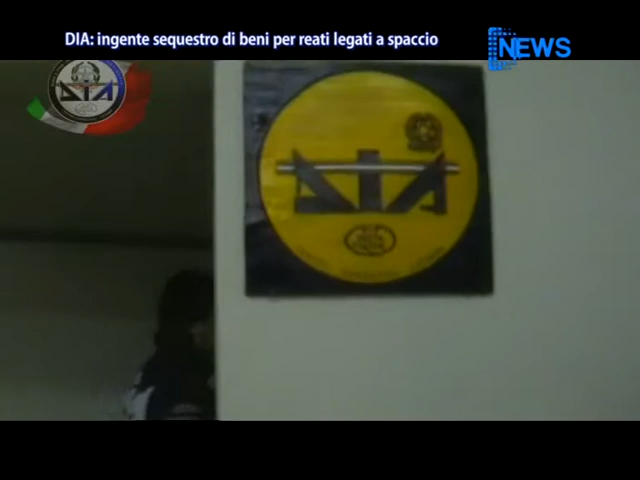 DIA: ingente sequestro di beni per reati legati a spaccio
NEWS
DIA
DIA